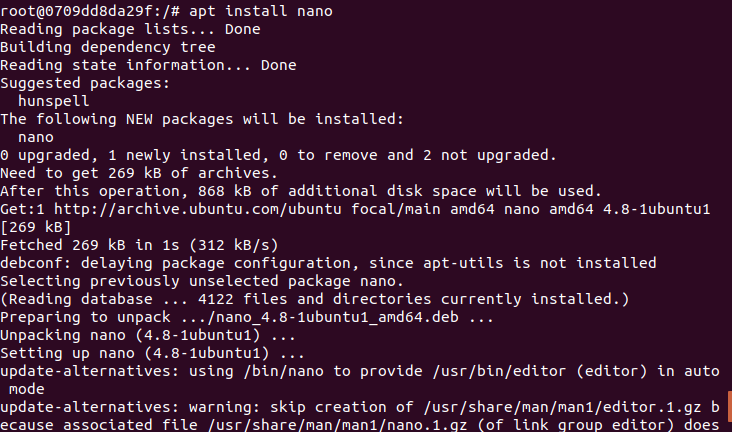 root@0709dd8da29f:/# apt install nano
Reading package lists... Done
Building dependency tree
Reading state information... Done
Suggested packages:
  hunspell
The following NEW packages will be installed:
  nano
0 upgraded, 1 newly installed, 0 to remove and 2 not upgraded.
Need to get 269 kB of archives.
After this operation, 868 kB of additional disk space will be used.
Get:1 http://archive.ubuntu.com/ubuntu focal/main amd64 nano amd64 4.8-1ubuntu1
[269 kB]
Fetched 269 kB in 1s (312 kB/s)
debconf: delaying package configuration, since apt-utils is not installed
Selecting previously unselected package nano.
(Reading database ... 4122 files and directories currently installed.)
Preparing to unpack .../nano_4.8-1ubuntu1_amd64.deb ...
Unpacking nano (4.8-1ubuntu1) ...
Setting up nano (4.8-1ubuntu1) ...
update-alternatives: using /bin/nano to provide /usr/bin/editor (editor) in auto
 mode
update-alternatives: warning: skip creation of /usr/share/man/man1/editor.1.gz b
ecause associated file /usr/share/man/man1/nano.1.gz (of link group editor) does